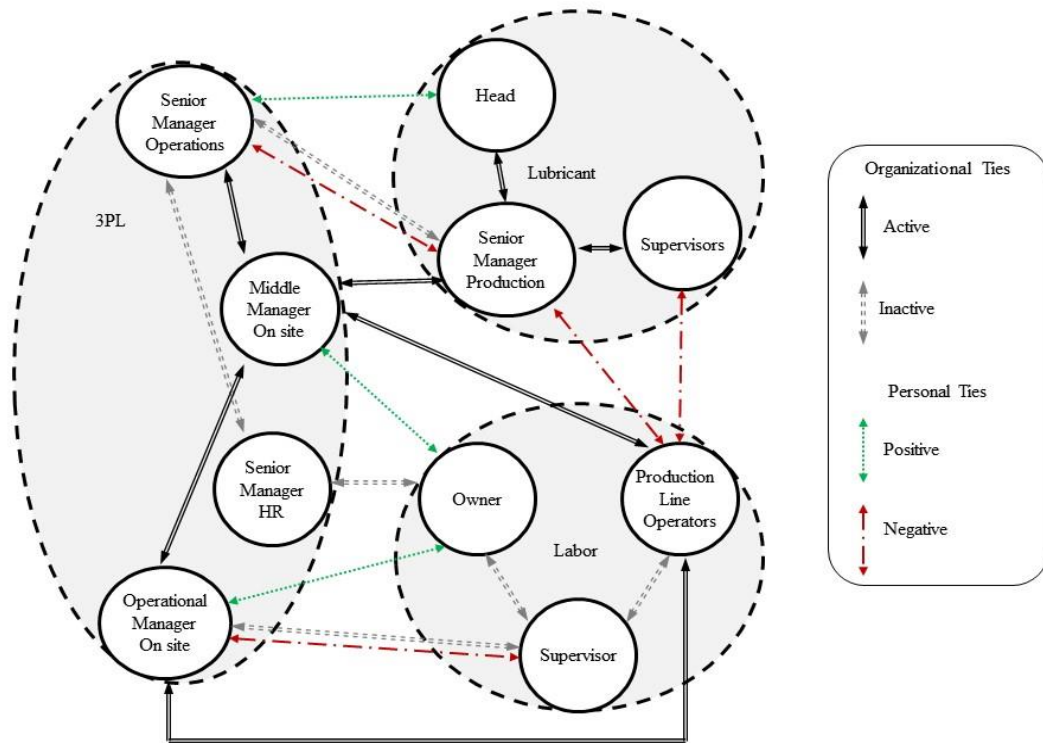 Senior
Manager
Operations
3PL
Middle
Manager
On site
Senior
Manager
HR
Operational
Manager
On site
Head
Lubricant
Senior
Manager
Production
Supervisors
Owner
Production
Line
Operators
Labor
Supervisor
Organizational Ties
Active
Inactive
Personal Ties
Positive
Negative